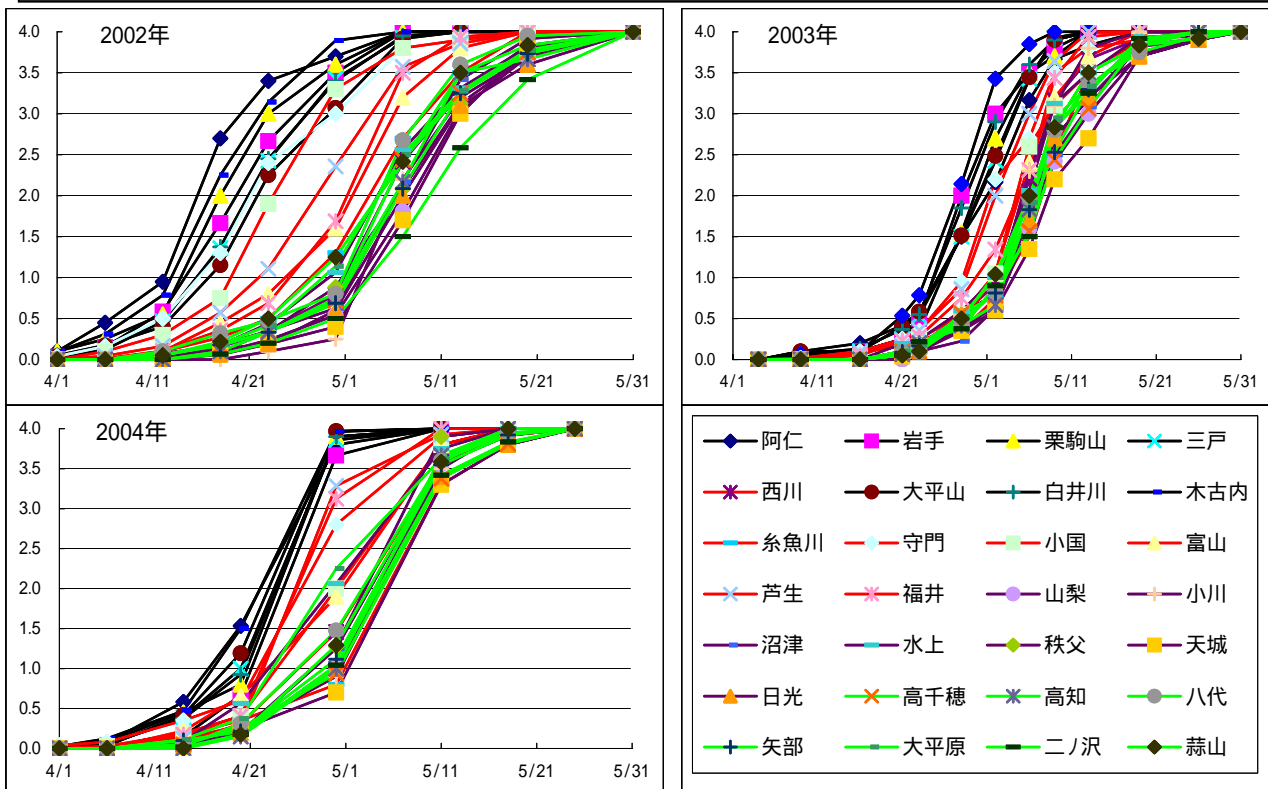 2002年
4.0
3.5
3.0
2.5
2.0
1.5
1.0
0.5
0.0
4/1 4/11 4/21 5/1 5/11 5/21 5/31
2003年
4.0
3.5
3.0
2.5
2.0
1.5
1.0
0.5
0.0
4/1 4/11 4/21 5/1 5/11 5/21 5/31
2004年
4.0
3.5
3.0
2.5
2.0
1.5
1.0
0.5
0.0
4/1 4/11 4/21 5/1 5/11 5/21 5/31
阿仁 岩手 栗駒山 三戸
西川 大平山 白井川 木古内
糸魚川 守門 小国 富山
芦生 福井 山梨 小川
沼津 水上 秩父 天城
日光 高千穂 高知 八代
矢部 大平原 二ノ沢 蒜山